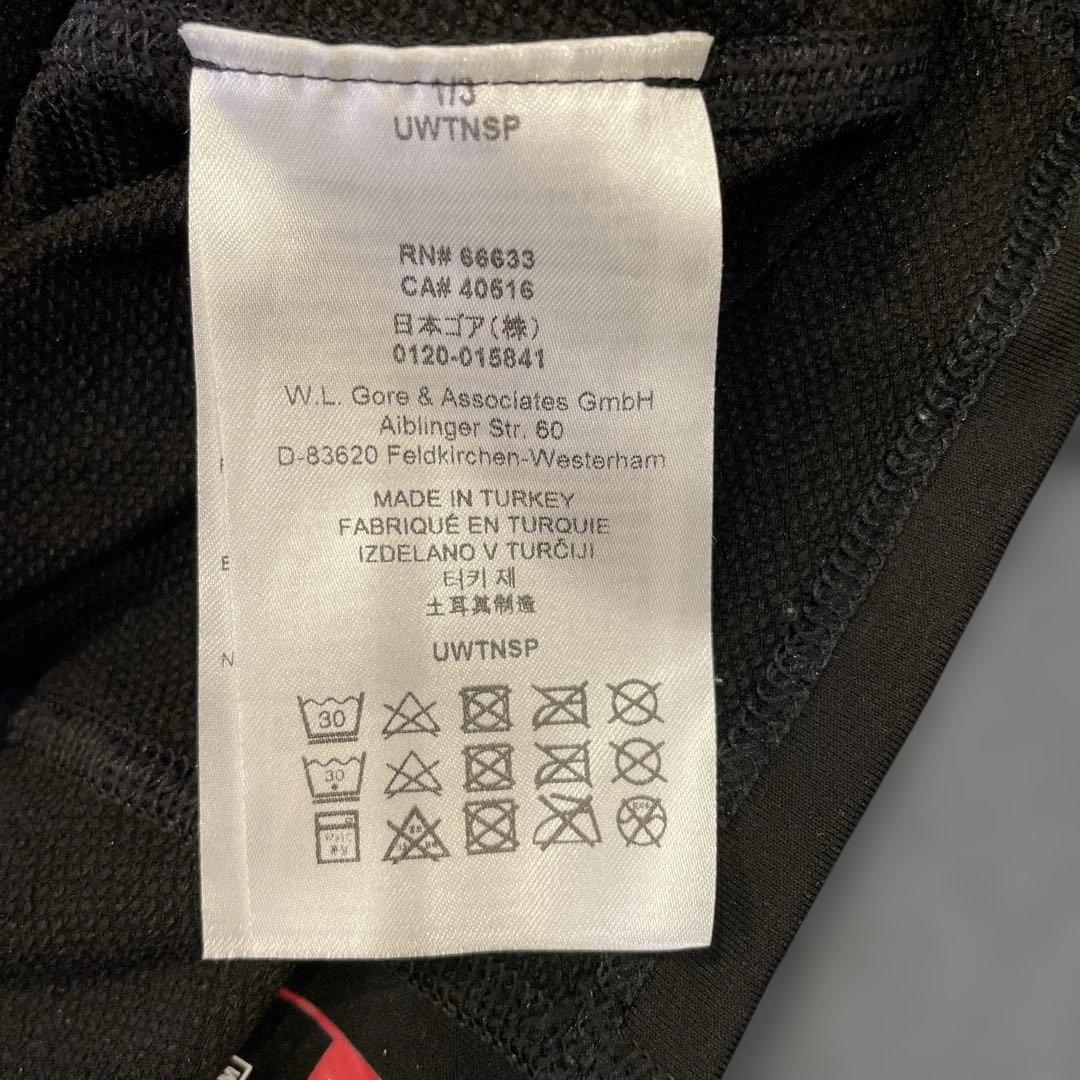 1/3
UWTNSP
RN# 66633
CA# 40516
日本ゴア(株)
0120-015841
W.L. Gore & Associates GmbH
Aiblinger Str. 60
D-83620 Feldkirchen-Westerham
MADE IN TURKEY
FABRIQUÉ EN TURQUIE
IZDELANO V TURČIJI
터키 제
土耳其制造
UWTNSP
E
N
30
30